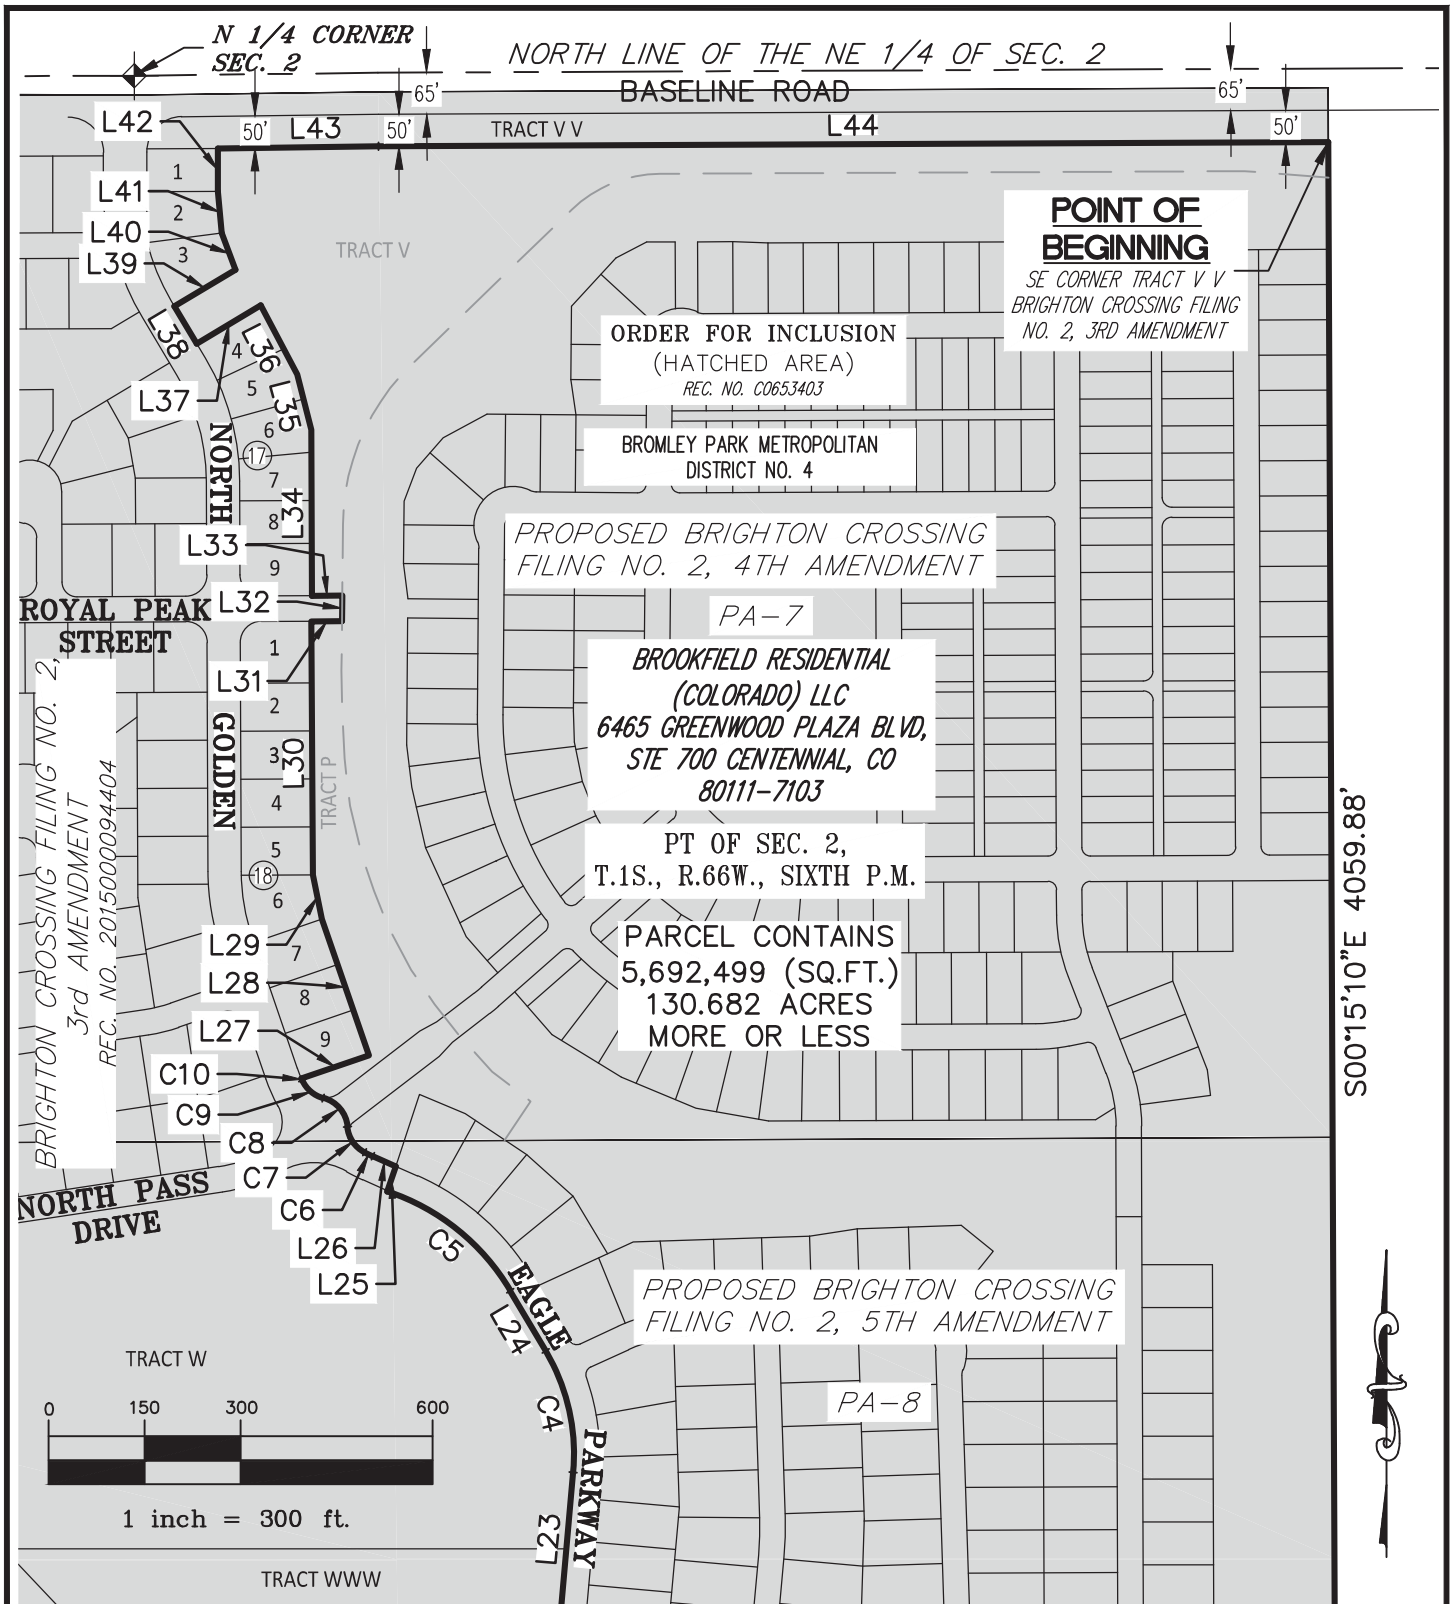 N 1/4 CORNER
SEC. 2
NORTH LINE OF THE NE 1/4 OF SEC. 2
65'
65'
BASELINE ROAD
L42
50'
L43
50'
TRACT V V
L44
50'
1
L41
2
L40
3
L39
TRACT V
POINT OF
BEGINNING
SE CORNER TRACT V V
BRIGHTON CROSSING FILING
NO. 2, 3RD AMENDMENT
L38
L36
4
L37
5
L35
6
ORDER FOR INCLUSION
(HATCHED AREA)
REC. NO. C0653403
BROMLEY PARK METROPOLITAN
DISTRICT NO. 4
NORTH
17
7
L34
8
L33
9
PROPOSED BRIGHTON CROSSING
FILING NO. 2, 4TH AMENDMENT
PA-7
ROYAL PEAK
STREET
L32
L31
1
2
BROOKFIELD RESIDENTIAL
(COLORADO) LLC
6465 GREENWOOD PLAZA BLVD,
STE 700 CENTENNIAL, CO
80111-7103
GOLDEN
3
L30
4
TRACT P
5
18
6
BRIGHTON CROSSING FILING NO. 2,
3rd AMENDMENT
REC. NO. 2015000094404
PT OF SEC. 2,
T.1S., R.66W., SIXTH P.M.
PARCEL CONTAINS
5,692,499 (SQ.FT.)
130.682 ACRES
MORE OR LESS
S00°15'10"E 4059.88'
L29
7
L28
8
L27
9
C10
C9
C8
C7
C6
L26
L25
NORTH PASS
DRIVE
C5
EAGLE
L24
PROPOSED BRIGHTON CROSSING
FILING NO. 2, 5TH AMENDMENT
PA-8
TRACT W
C4
PARKWAY
L23
0 150 300 600
1 inch = 300 ft.
TRACT WWW